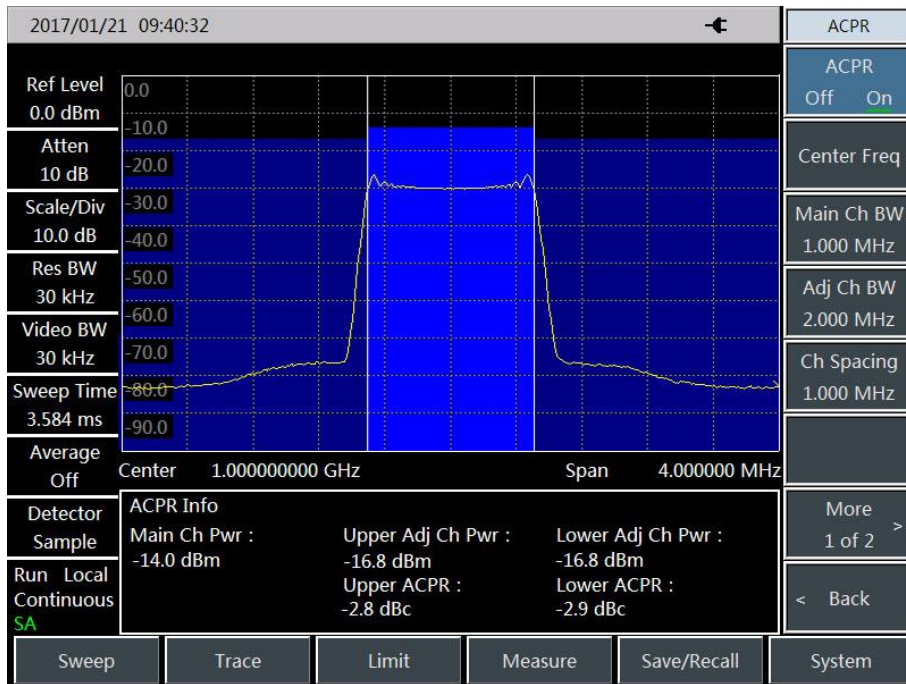 2017/01/21 09:40:32
ACPR
Ref Level
0.0 dBm
Atten
10 dB
Scale/Div
10.0 dB
Res BW
30 kHz
Video BW
30 kHz
Sweep Time
3.584 ms
Average
Off
Detector
Sample
Run Local
Continuous
SA
0.0
-10.0
-20.0
-30.0
-40.0
-50.0
-60.0
-70.0
-80.0
-90.0
Center 1.000000000 GHz Span 4.000000 MHz
ACPR Info
Main Ch Pwr : Upper Adj Ch Pwr : Lower Adj Ch Pwr :
-14.0 dBm -16.8 dBm -16.8 dBm
Upper ACPR : Lower ACPR :
-2.8 dBc -2.9 dBc
ACPR
Off On
Center Freq
Main Ch BW
1.000 MHz
Adj Ch BW
2.000 MHz
Ch Spacing
1.000 MHz
More >
1 of 2
< Back
Sweep Trace Limit Measure Save/Recall System